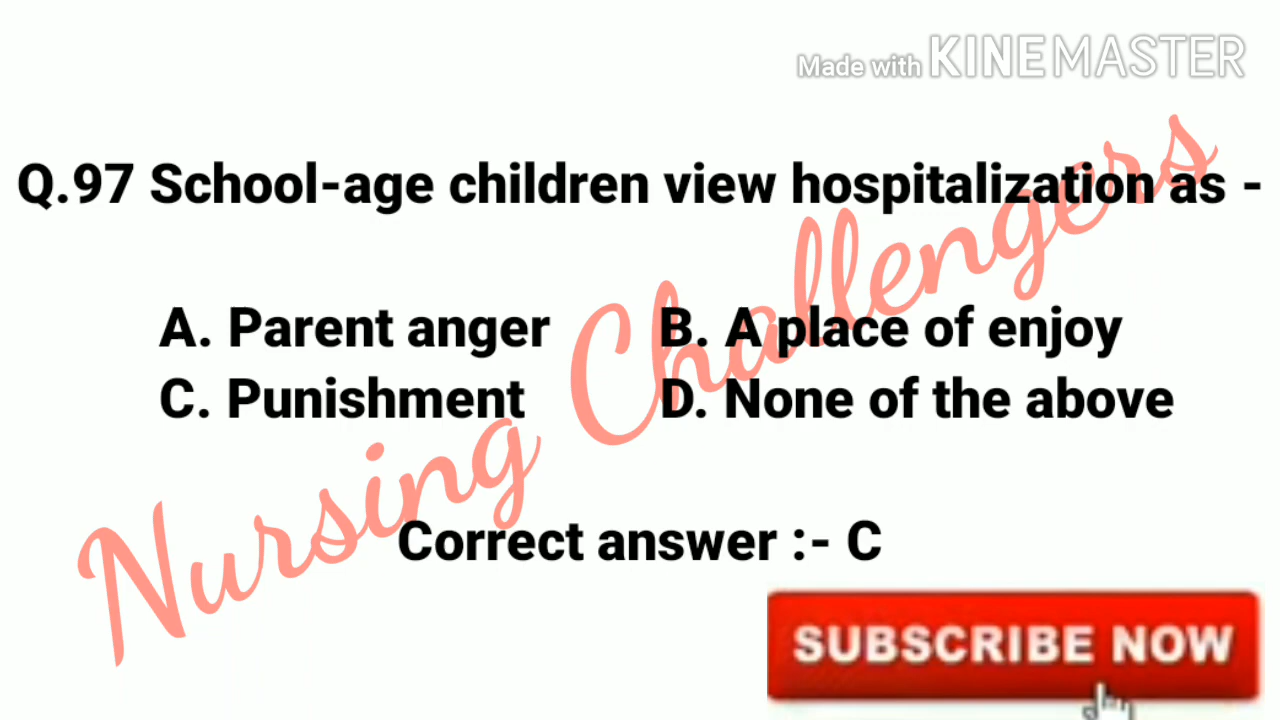 Made with KINEMASTER
Q.97 School-age children view hospitalization as -
A. Parent anger B. A place of enjoy
C. Punishment D. None of the above
Nursing Challengers
Correct answer :- C
SUBSCRIBE NOW